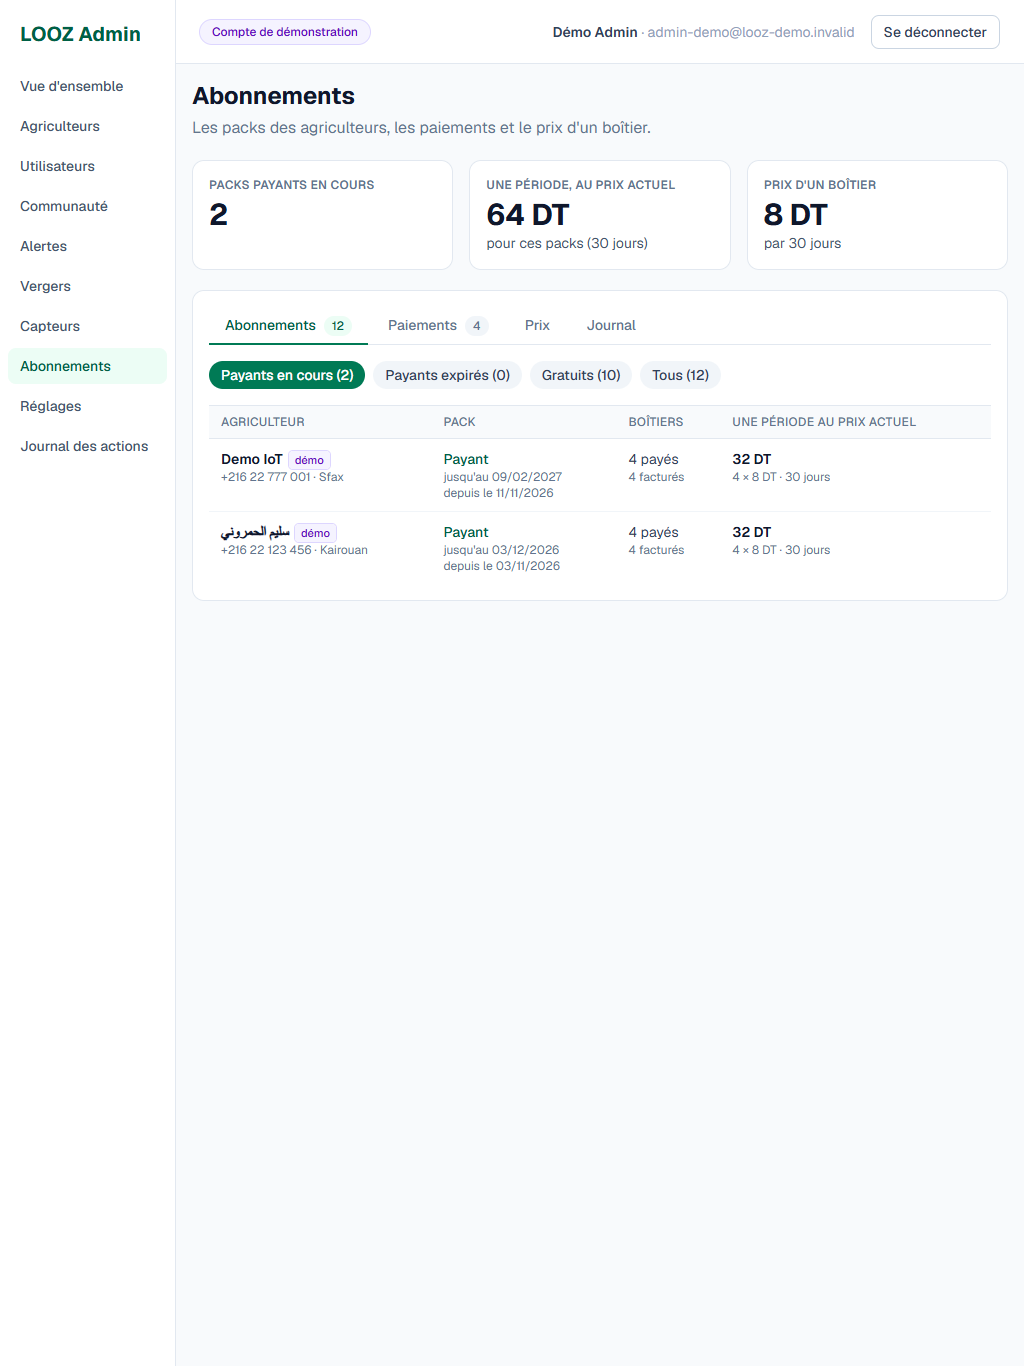 LOOZ Admin
Compte de démonstration
Démo Admin · admin-demo@looz-demo.invalid
Se déconnecter
Vue d'ensemble
Agriculteurs
Utilisateurs
Communauté
Alertes
Vergers
Capteurs
Abonnements
Réglages
Journal des actions
Abonnements
Les packs des agriculteurs, les paiements et le prix d'un boîtier.
PACKS PAYANTS EN COURS
2
UNE PÉRIODE, AU PRIX ACTUEL
64 DT
pour ces packs (30 jours)
PRIX D'UN BOÎTIER
8 DT
par 30 jours
Abonnements 12
Paiements 4
Prix
Journal
Payants en cours (2)
Payants expirés (0)
Gratuits (10)
Tous (12)
AGRICULTEUR PACK BOÎTIERS UNE PÉRIODE AU PRIX ACTUEL
Demo IoT démo
+216 22 777 001 · Sfax
Payant
jusqu'au 09/02/2027
depuis le 11/11/2026
4 payés
4 facturés
32 DT
4 × 8 DT · 30 jours
سليم الحمروني démo
+216 22 123 456 · Kairouan
Payant
jusqu'au 03/12/2026
depuis le 03/11/2026
4 payés
4 facturés
32 DT
4 × 8 DT · 30 jours